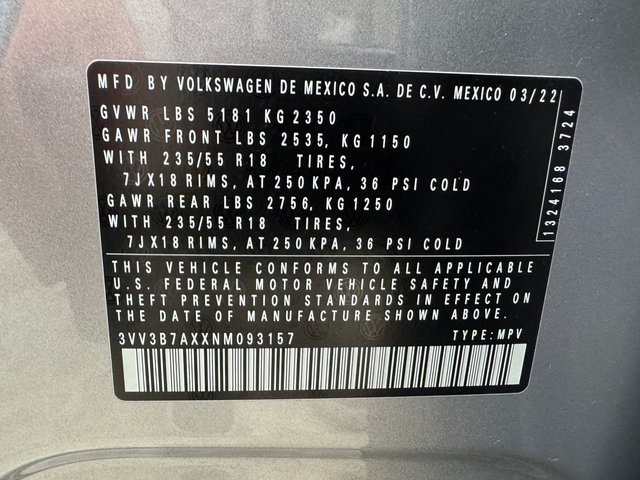 MFD BY VOLKSWAGEN DE MEXICO S.A. DE C.V. MEXICO 03/22
GVWR LBS 5181 KG 2350
GAWR FRONT LBS 2535, KG 1150
WITH 235/55 R18 TIRES,
7JX18 RIMS, AT 250 KPA, 36 PSI COLD
GAWR REAR LBS 2756, KG 1250
WITH 235/55 R18 TIRES,
7JX18 RIMS, AT 250 KPA, 36 PSI COLD
1324168 3724
THIS VEHICLE CONFORMS TO ALL APPLICABLE
U.S. FEDERAL MOTOR VEHICLE SAFETY AND
THEFT PREVENTION STANDARDS IN EFFECT ON
THE DATE OF MANUFACTURE SHOWN ABOVE.
3VV3B7AXXNM093157 TYPE: MPV